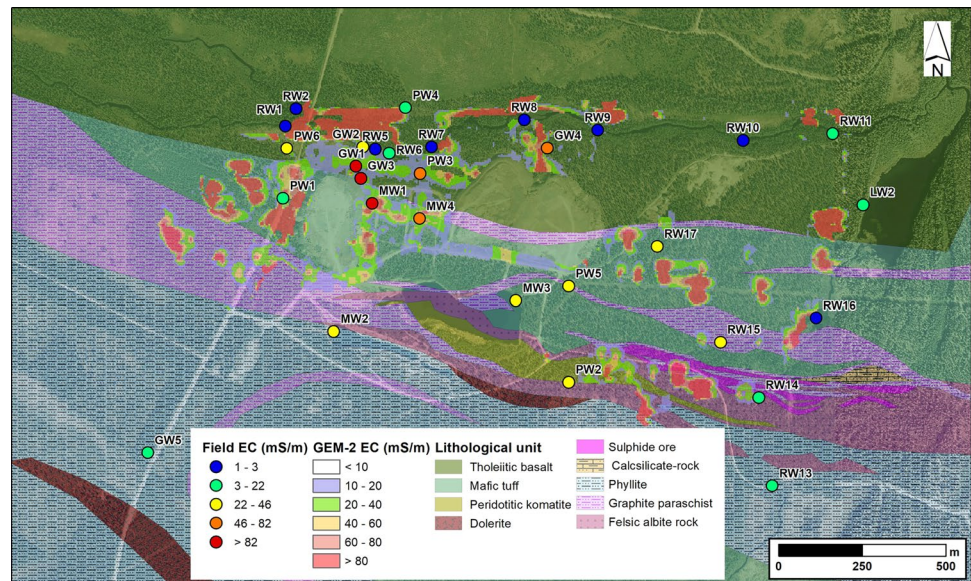 N
RW2
PW4
RW1
RW8
RW9
RW11
PW6
GW2
RW5
RW7
GW4
RW10
RW6
GW1
GW3
PW3
PW1
MW1
LW2
MW4
RW17
PW5
MW3
RW16
MW2
RW15
PW2
RW14
GW5
RW13
Field EC (mS/m)
1 - 3
3 - 22
22 - 46
46 - 82
> 82
GEM-2 EC (mS/m)
< 10
10 - 20
20 - 40
40 - 60
60 - 80
> 80
Lithological unit
Tholeiitic basalt
Mafic tuff
Peridotitic komatite
Dolerite
Sulphide ore
Calcsilicate-rock
Phyllite
Graphite paraschist
Felsic albite rock
0 250 500 m